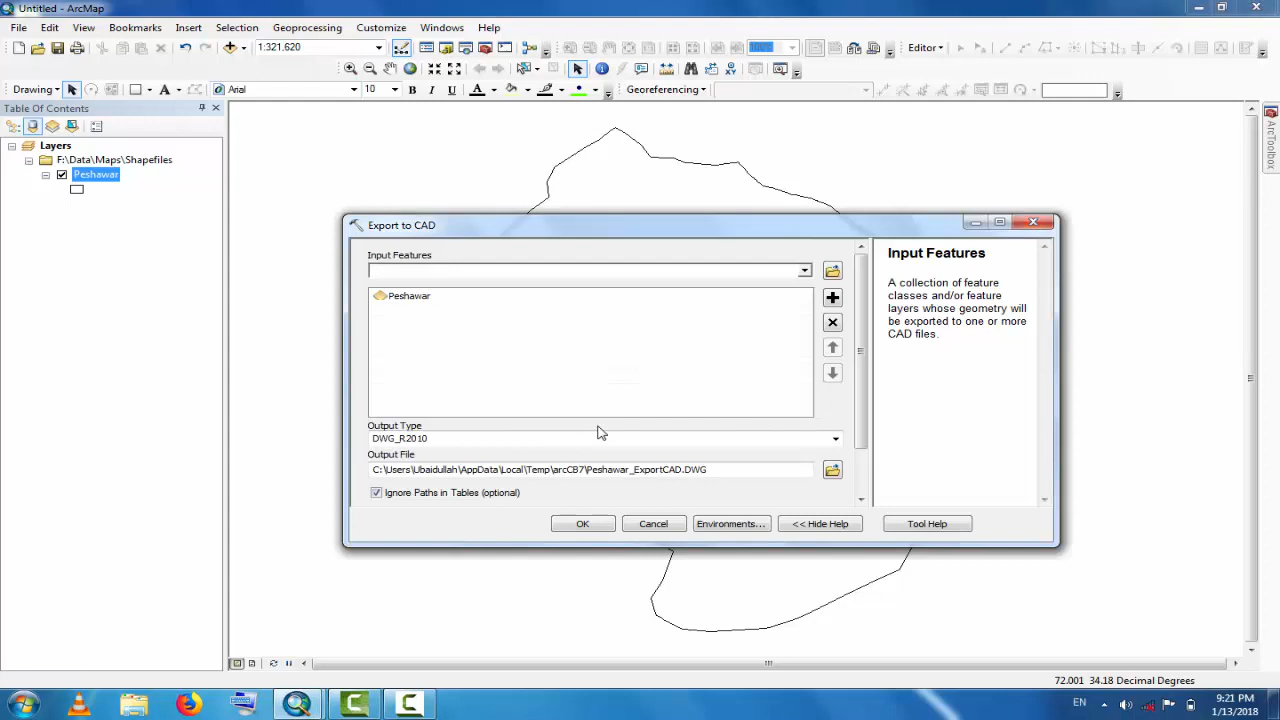 Untitled - ArcMap
File Edit View Bookmarks Insert Selection Geoprocessing Customize Windows Help
1:321,620 Editor
Drawing Arial 10 B I U A Georeferencing
Table Of Contents
Layers
F:\Data\Maps\Shapefiles
Peshawar
ArcToolbox
Export to CAD
Input Features
Peshawar
Output Type
DWG_R2010
Output File
C:\Users\Ubaidullah\AppData\Local\Temp\arcCB7\Peshawar_ExportCAD.DWG
Ignore Paths in Tables (optional)
Input Features
A collection of feature
classes and/or feature
layers whose geometry will
be exported to one or more
CAD files.
OK Cancel Environments... << Hide Help Tool Help
72.001 34.18 Decimal Degrees
EN 9:21 PM
1/13/2018